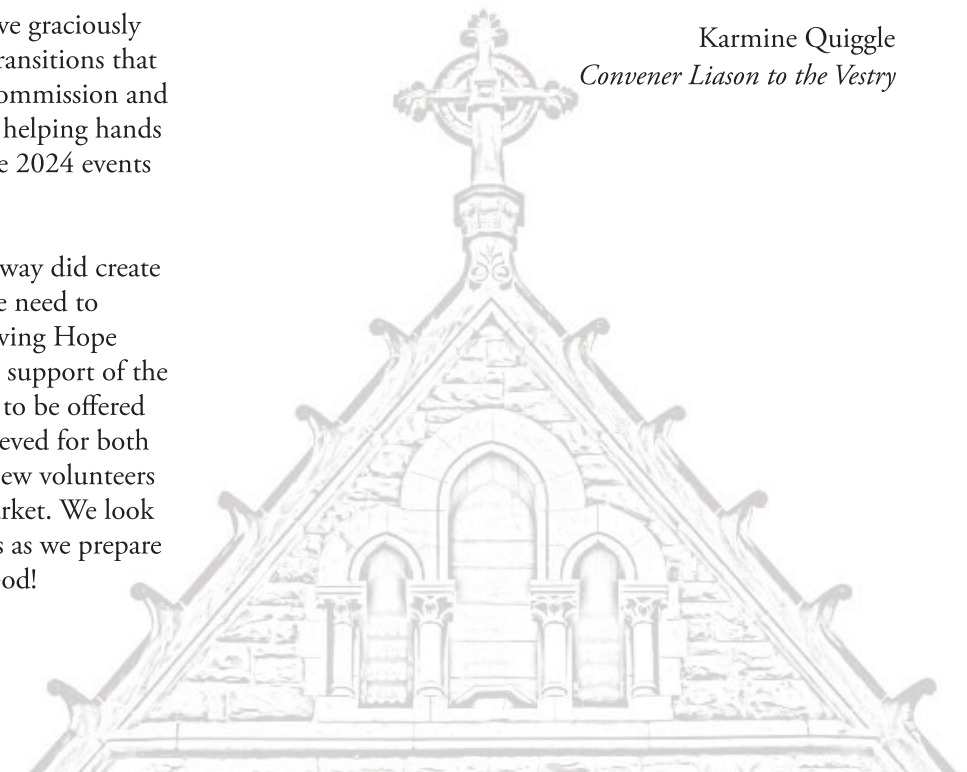 ve graciously
ransitions that
ommission and
helping hands
e 2024 events
way did create
e need to
ving Hope
support of the
to be offered
eved for both
ew volunteers
rket. We look
s as we prepare
od!
Karmine Quiggle
Convener Liason to the Vestry